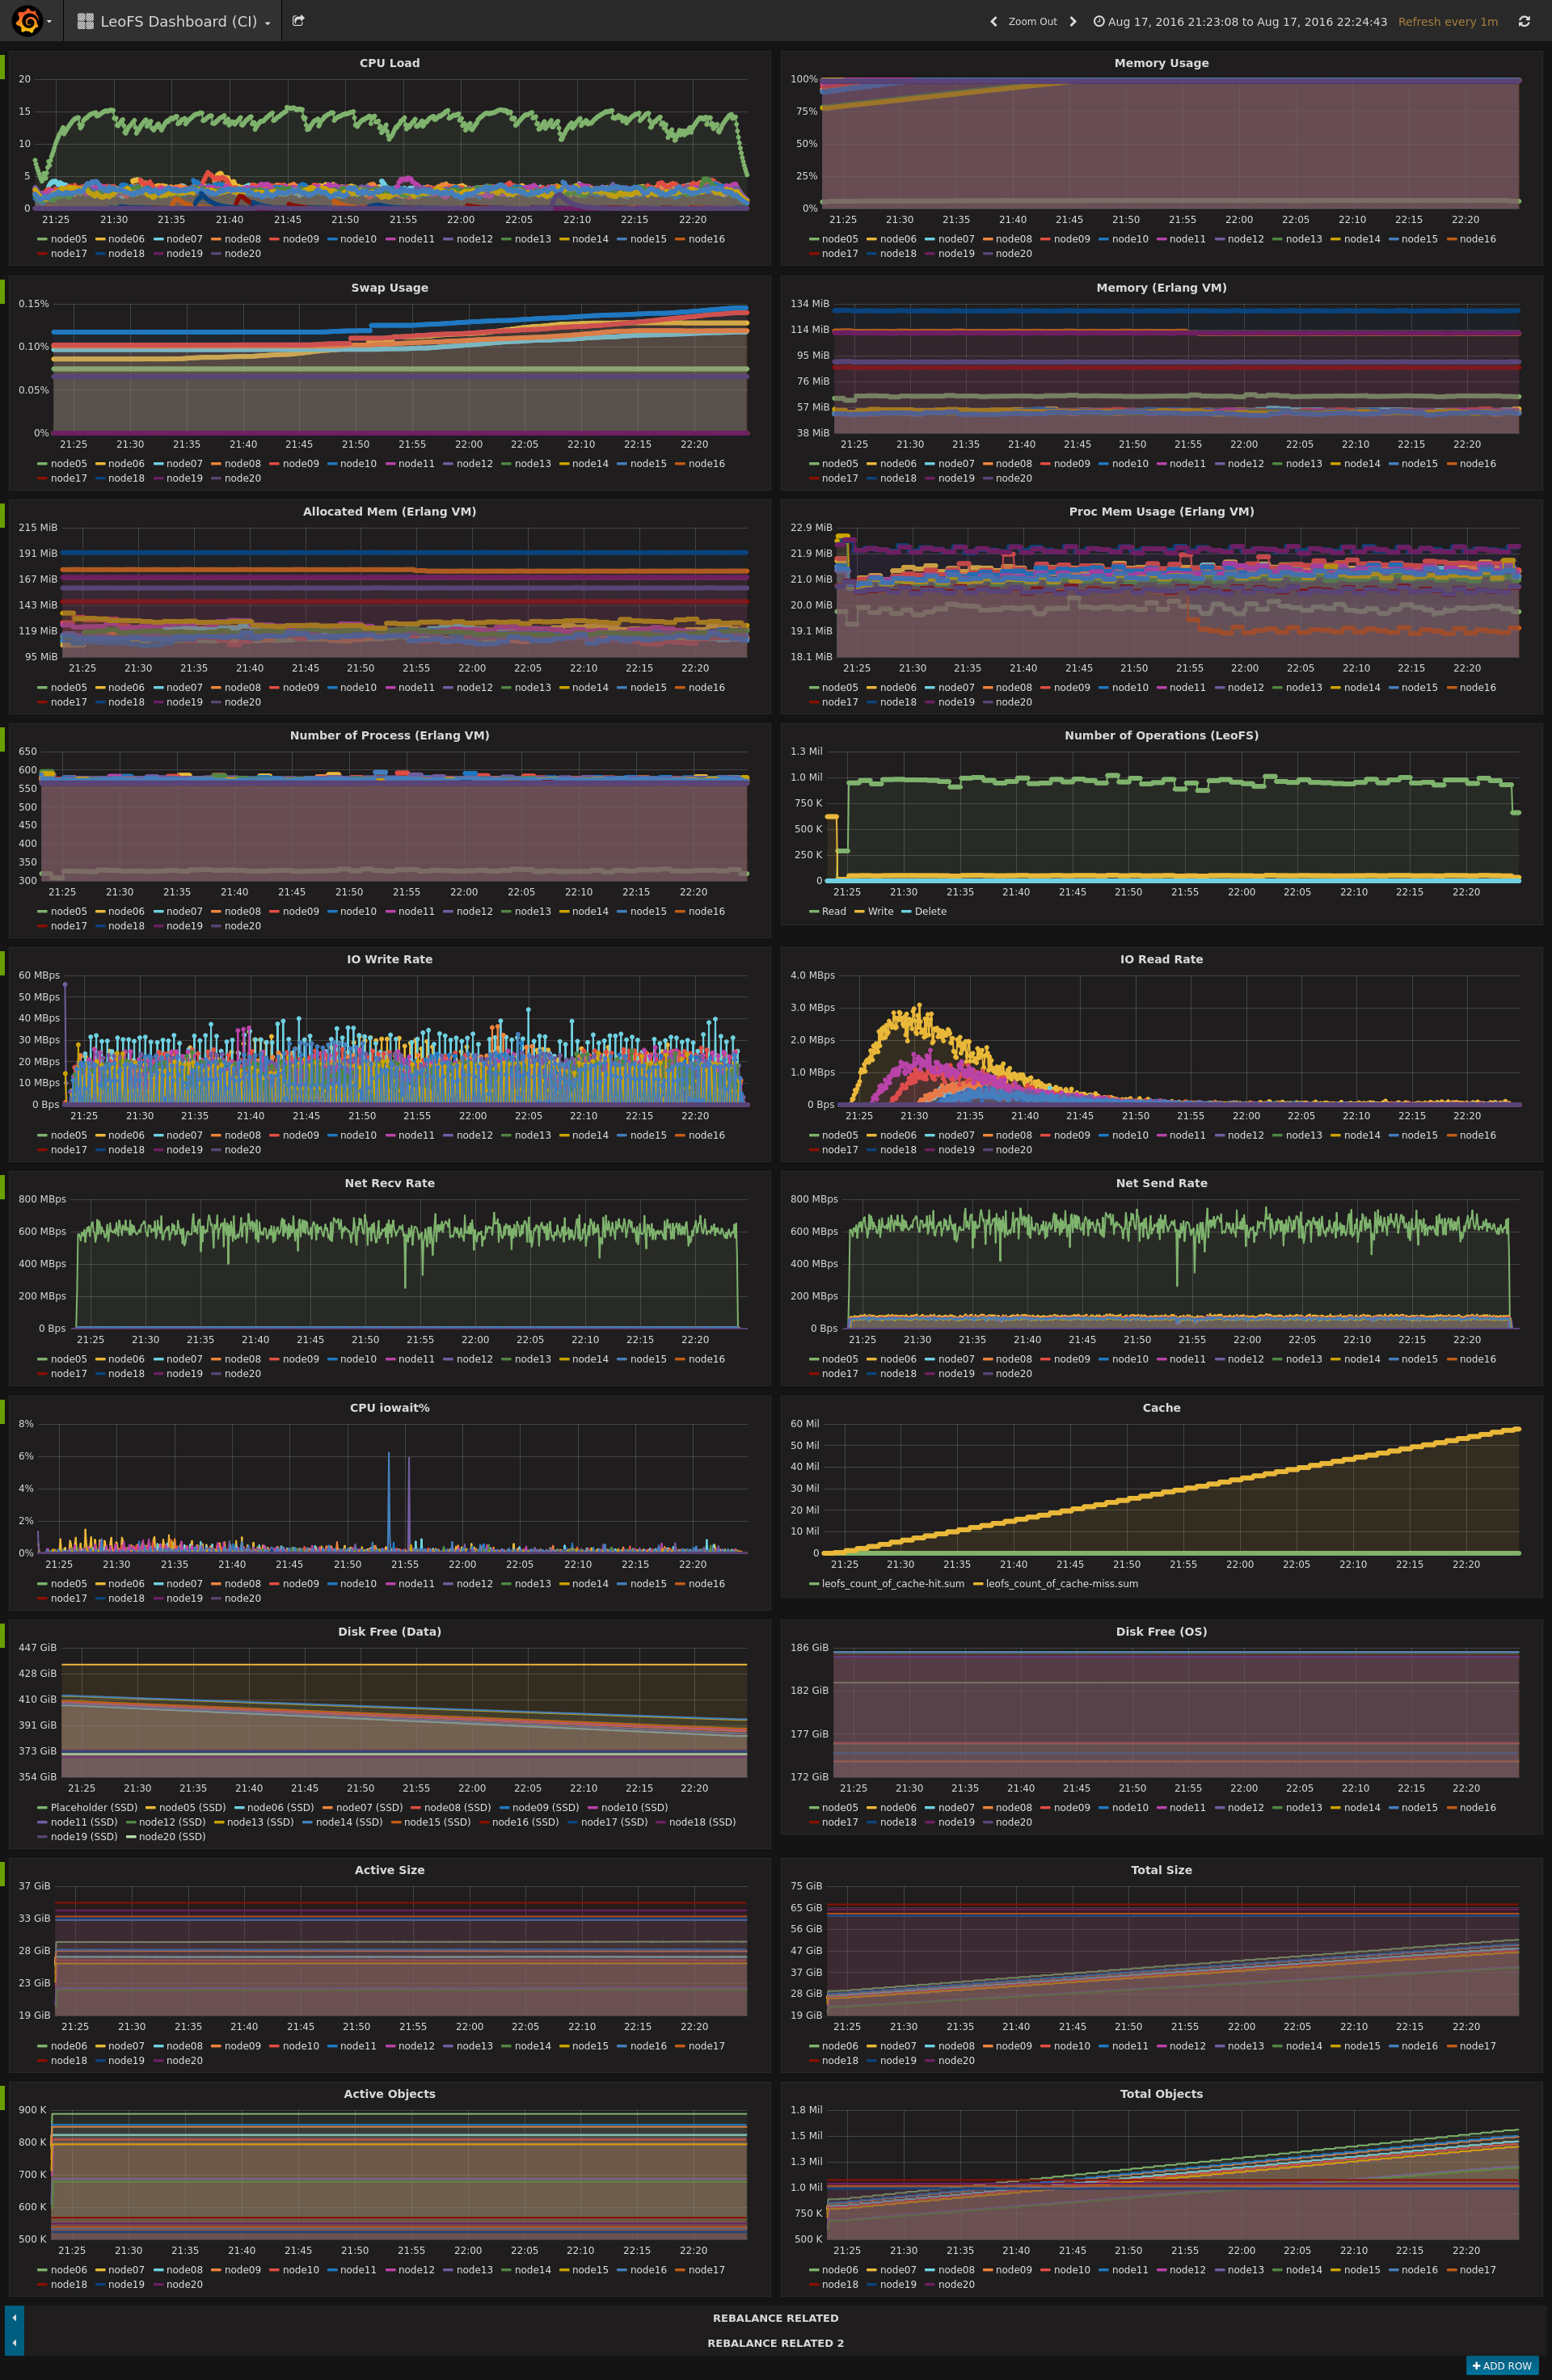 LeoFS Dashboard (CI) Zoom Out Aug 17, 2016 21:23:08 to Aug 17, 2016 22:24:43 Refresh every 1m
CPU Load
20
15
10
5
0
21:25 21:30 21:35 21:40 21:45 21:50 21:55 22:00 22:05 22:10 22:15 22:20
node05 node06 node07 node08 node09 node10 node11 node12 node13 node14 node15 node16
node17 node18 node19 node20
Memory Usage
100%
75%
50%
25%
0%
21:25 21:30 21:35 21:40 21:45 21:50 21:55 22:00 22:05 22:10 22:15 22:20
node05 node06 node07 node08 node09 node10 node11 node12 node13 node14 node15 node16
node17 node18 node19 node20
Swap Usage
0.15%
0.10%
0.05%
0%
21:25 21:30 21:35 21:40 21:45 21:50 21:55 22:00 22:05 22:10 22:15 22:20
node05 node06 node07 node08 node09 node10 node11 node12 node13 node14 node15 node16
node17 node18 node19 node20
Memory (Erlang VM)
134 MiB
114 MiB
95 MiB
76 MiB
57 MiB
38 MiB
21:25 21:30 21:35 21:40 21:45 21:50 21:55 22:00 22:05 22:10 22:15 22:20
node05 node06 node07 node08 node09 node10 node11 node12 node13 node14 node15 node16
node17 node18 node19 node20
Allocated Mem (Erlang VM)
215 MiB
191 MiB
167 MiB
143 MiB
119 MiB
95 MiB
21:25 21:30 21:35 21:40 21:45 21:50 21:55 22:00 22:05 22:10 22:15 22:20
node05 node06 node07 node08 node09 node10 node11 node12 node13 node14 node15 node16
node17 node18 node19 node20
Proc Mem Usage (Erlang VM)
22.9 MiB
21.9 MiB
21.0 MiB
20.0 MiB
19.1 MiB
18.1 MiB
21:25 21:30 21:35 21:40 21:45 21:50 21:55 22:00 22:05 22:10 22:15 22:20
node05 node06 node07 node08 node09 node10 node11 node12 node13 node14 node15 node16
node17 node18 node19 node20
Number of Process (Erlang VM)
650
600
550
500
450
400
350
300
21:25 21:30 21:35 21:40 21:45 21:50 21:55 22:00 22:05 22:10 22:15 22:20
node05 node06 node07 node08 node09 node10 node11 node12 node13 node14 node15 node16
node17 node18 node19 node20
Number of Operations (LeoFS)
1.3 Mil
1.0 Mil
750 K
500 K
250 K
0
21:25 21:30 21:35 21:40 21:45 21:50 21:55 22:00 22:05 22:10 22:15 22:20
Read Write Delete
IO Write Rate
60 MBps
50 MBps
40 MBps
30 MBps
20 MBps
10 MBps
0 Bps
21:25 21:30 21:35 21:40 21:45 21:50 21:55 22:00 22:05 22:10 22:15 22:20
node05 node06 node07 node08 node09 node10 node11 node12 node13 node14 node15 node16
node17 node18 node19 node20
IO Read Rate
4.0 MBps
3.0 MBps
2.0 MBps
1.0 MBps
0 Bps
21:25 21:30 21:35 21:40 21:45 21:50 21:55 22:00 22:05 22:10 22:15 22:20
node05 node06 node07 node08 node09 node10 node11 node12 node13 node14 node15 node16
node17 node18 node19 node20
Net Recv Rate
800 MBps
600 MBps
400 MBps
200 MBps
0 Bps
21:25 21:30 21:35 21:40 21:45 21:50 21:55 22:00 22:05 22:10 22:15 22:20
node05 node06 node07 node08 node09 node10 node11 node12 node13 node14 node15 node16
node17 node18 node19 node20
Net Send Rate
800 MBps
600 MBps
400 MBps
200 MBps
0 Bps
21:25 21:30 21:35 21:40 21:45 21:50 21:55 22:00 22:05 22:10 22:15 22:20
node05 node06 node07 node08 node09 node10 node11 node12 node13 node14 node15 node16
node17 node18 node19 node20
CPU iowait%
8%
6%
4%
2%
0%
21:25 21:30 21:35 21:40 21:45 21:50 21:55 22:00 22:05 22:10 22:15 22:20
node05 node06 node07 node08 node09 node10 node11 node12 node13 node14 node15 node16
node17 node18 node19 node20
Cache
60 Mil
50 Mil
40 Mil
30 Mil
20 Mil
10 Mil
0
21:25 21:30 21:35 21:40 21:45 21:50 21:55 22:00 22:05 22:10 22:15 22:20
leofs_count_of_cache-hit.sum leofs_count_of_cache-miss.sum
Disk Free (Data)
447 GiB
428 GiB
410 GiB
391 GiB
373 GiB
354 GiB
21:25 21:30 21:35 21:40 21:45 21:50 21:55 22:00 22:05 22:10 22:15 22:20
Placeholder (SSD) node05 (SSD) node06 (SSD) node07 (SSD) node08 (SSD) node09 (SSD) node10 (SSD)
node11 (SSD) node12 (SSD) node13 (SSD) node14 (SSD) node15 (SSD) node16 (SSD) node17 (SSD) node18 (SSD)
node19 (SSD) node20 (SSD)
Disk Free (OS)
186 GiB
182 GiB
177 GiB
172 GiB
21:25 21:30 21:35 21:40 21:45 21:50 21:55 22:00 22:05 22:10 22:15 22:20
node05 node06 node07 node08 node09 node10 node11 node12 node13 node14 node15 node16
node17 node18 node19 node20
Active Size
37 GiB
33 GiB
28 GiB
23 GiB
19 GiB
21:25 21:30 21:35 21:40 21:45 21:50 21:55 22:00 22:05 22:10 22:15 22:20
node06 node07 node08 node09 node10 node11 node12 node13 node14 node15 node16 node17
node18 node19 node20
Total Size
75 GiB
65 GiB
56 GiB
47 GiB
37 GiB
28 GiB
19 GiB
21:25 21:30 21:35 21:40 21:45 21:50 21:55 22:00 22:05 22:10 22:15 22:20
node06 node07 node08 node09 node10 node11 node12 node13 node14 node15 node16 node17
node18 node19 node20
Active Objects
900 K
800 K
700 K
600 K
500 K
21:25 21:30 21:35 21:40 21:45 21:50 21:55 22:00 22:05 22:10 22:15 22:20
node06 node07 node08 node09 node10 node11 node12 node13 node14 node15 node16 node17
node18 node19 node20
Total Objects
1.8 Mil
1.5 Mil
1.3 Mil
1.0 Mil
750 K
500 K
21:25 21:30 21:35 21:40 21:45 21:50 21:55 22:00 22:05 22:10 22:15 22:20
node06 node07 node08 node09 node10 node11 node12 node13 node14 node15 node16 node17
node18 node19 node20
REBALANCE RELATED
REBALANCE RELATED 2
ADD ROW